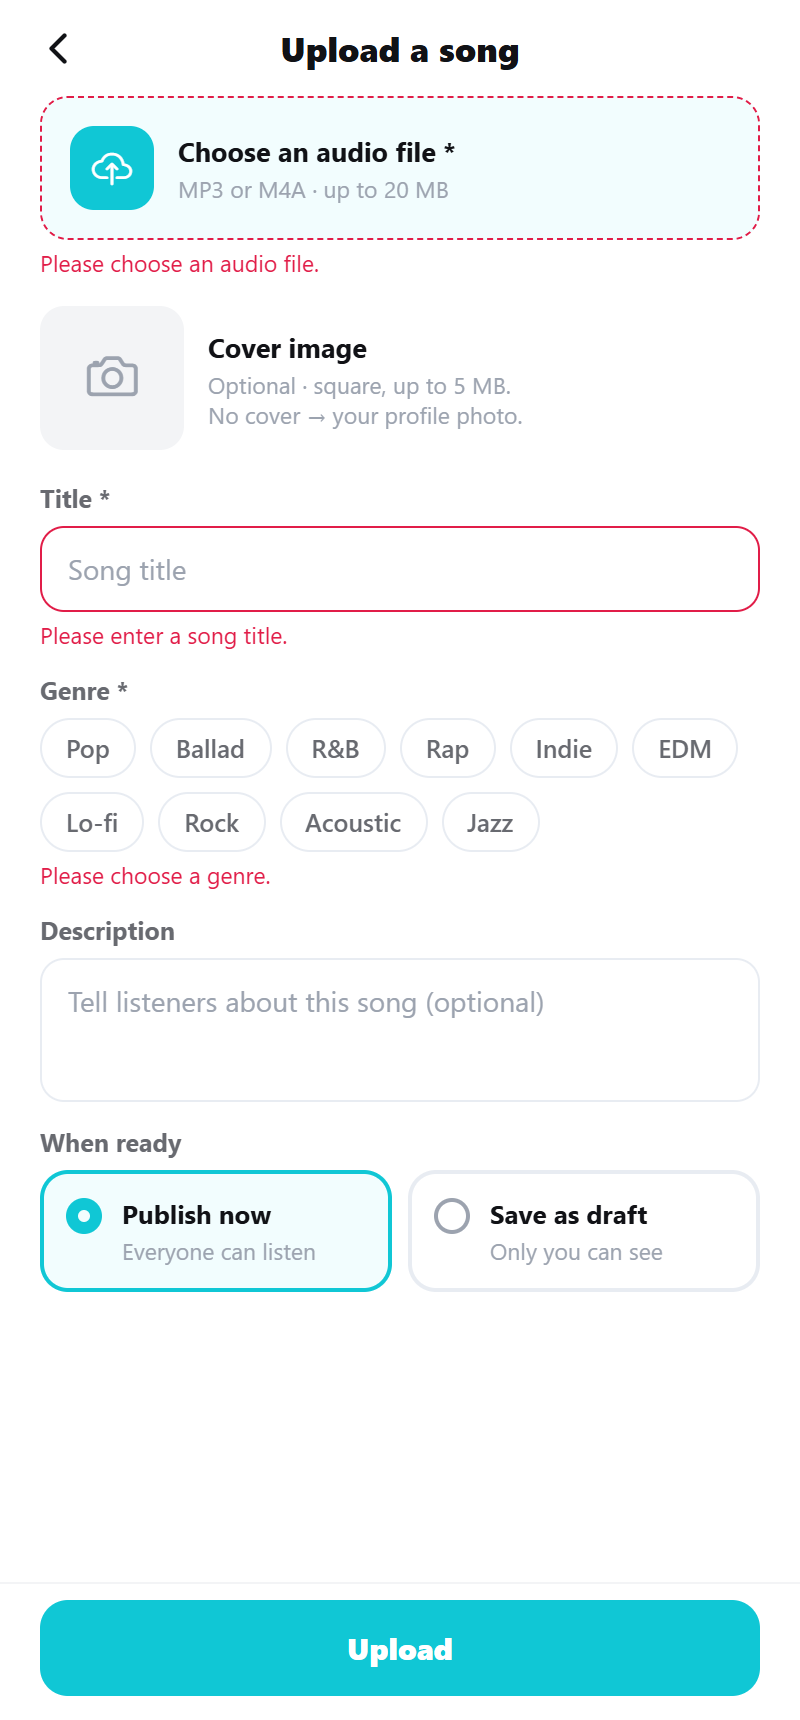 Upload a song
Choose an audio file *
MP3 or M4A · up to 20 MB
Please choose an audio file.
Cover image
Optional · square, up to 5 MB.
No cover → your profile photo.
Title *
Song title
Please enter a song title.
Genre *
Pop Ballad R&B Rap Indie EDM
Lo-fi Rock Acoustic Jazz
Please choose a genre.
Description
Tell listeners about this song (optional)
When ready
Publish now Save as draft
Everyone can listen Only you can see
Upload